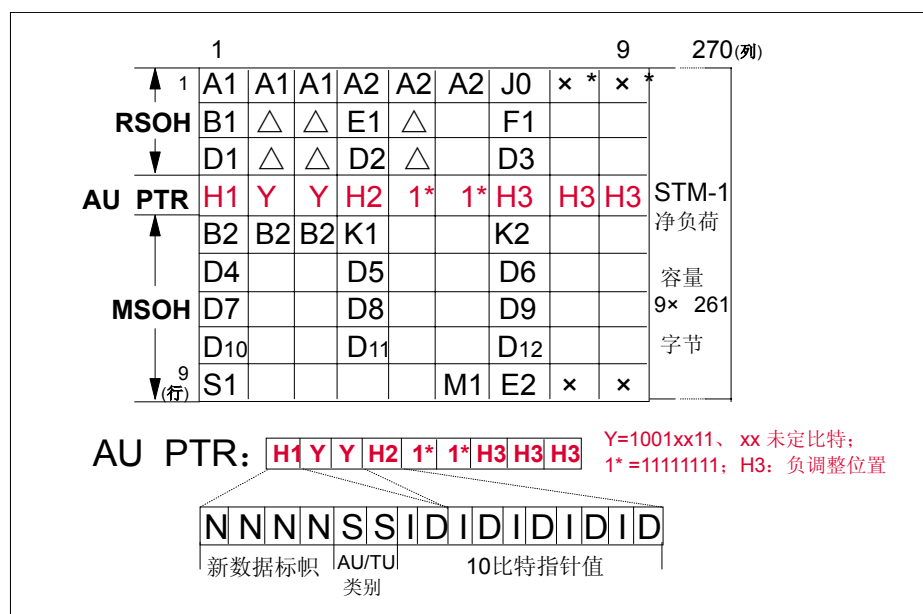 1 9 270(列)
1 A1 A1 A1 A2 A2 A2 J0 × * × *
RSOH B1 △ △ E1 △ F1
D1 △ △ D2 △ D3
AU PTR H1 Y Y H2 1* 1* H3 H3 H3 STM-1
净负荷
B2 B2 B2 K1 K2
D4 D5 D6 容量
MSOH D7 D8 D9 9× 261
D10 D11 D12 字节
9
(行) S1 M1 E2 × ×
AU PTR: H1 Y Y H2 1* 1* H3 H3 H3
Y=1001xx11、 xx 未定比特;
1* =11111111; H3: 负调整位置
N N N N S S I D I D I D I D I D
新数据标帜 AU/TU 10比特指针值
类别